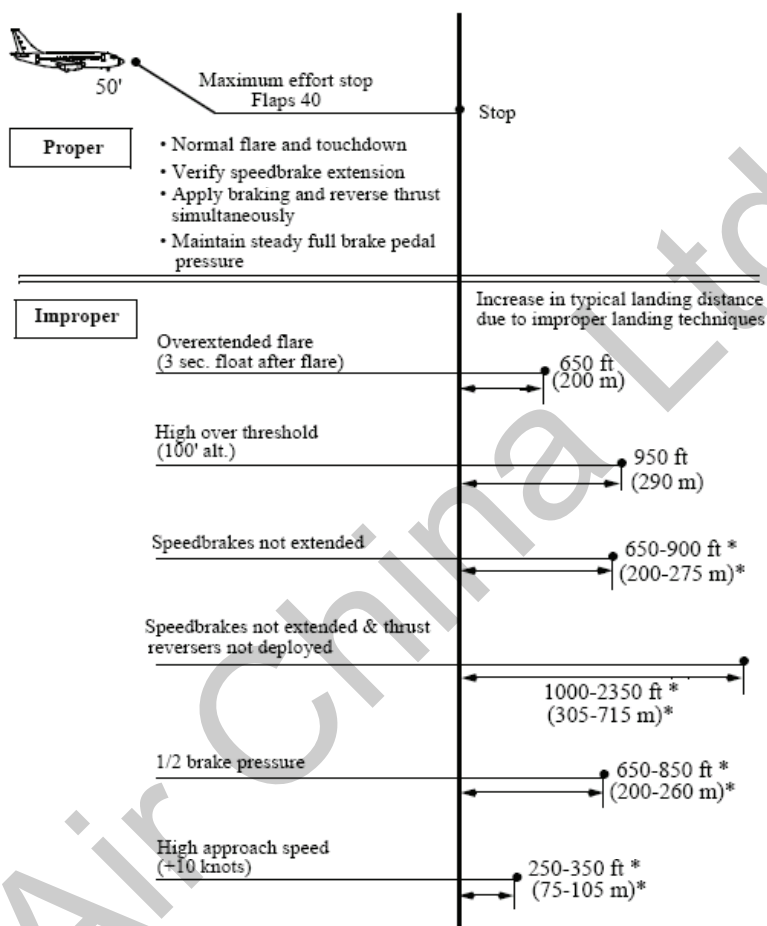 50'
Maximum effort stop
Flaps 40
Stop
Proper
• Normal flare and touchdown
• Verify speedbrake extension
• Apply braking and reverse thrust
simultaneously
• Maintain steady full brake pedal
pressure
Improper
Increase in typical landing distance
due to improper landing techniques
Overextended flare
(3 sec. float after flare)
650 ft
(200 m)
High over threshold
(100' alt.)
950 ft
(290 m)
Speedbrakes not extended
650-900 ft *
(200-275 m)*
Speedbrakes not extended & thrust
reversers not deployed
1000-2350 ft *
(305-715 m)*
1/2 brake pressure
650-850 ft *
(200-260 m)*
High approach speed
(+10 knots)
250-350 ft *
(75-105 m)*
Air China Ltd